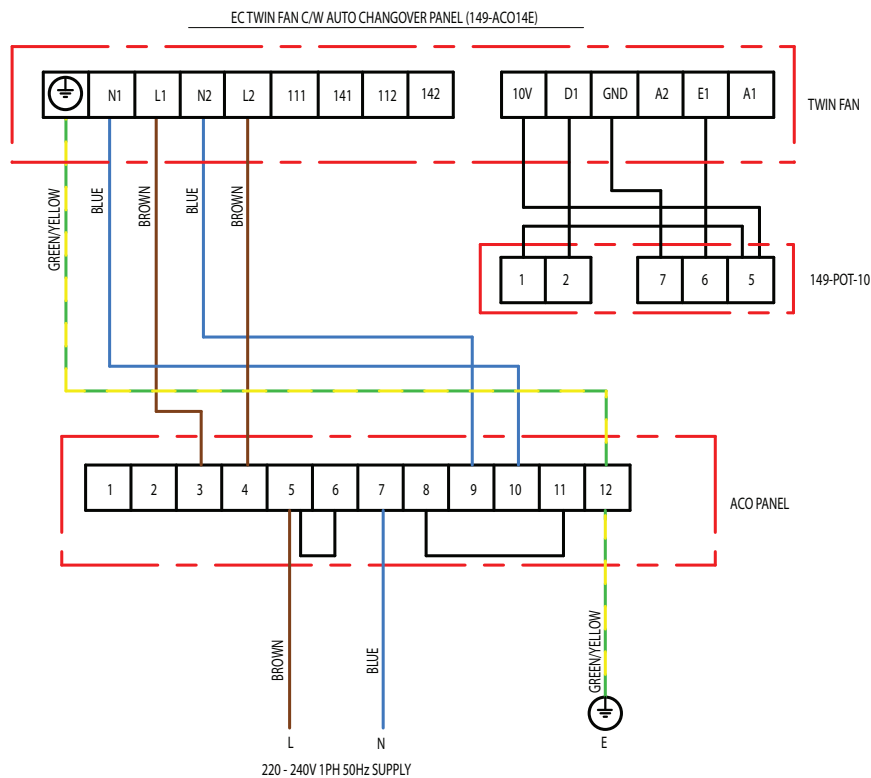 EC TWIN FAN C/W AUTO CHANGOVER PANEL (149-ACO14E)
N1 L1 N2 L2 111 141 112 142
10V D1 GND A2 E1 A1
TWIN FAN
GREEN/YELLOW
BLUE
BROWN
BLUE
BROWN
1 2 7 6 5
149-POT-10
1 2 3 4 5 6 7 8 9 10 11 12
ACO PANEL
BROWN
BLUE
GREEN/YELLOW
L N E
220 - 240V 1PH 50Hz SUPPLY